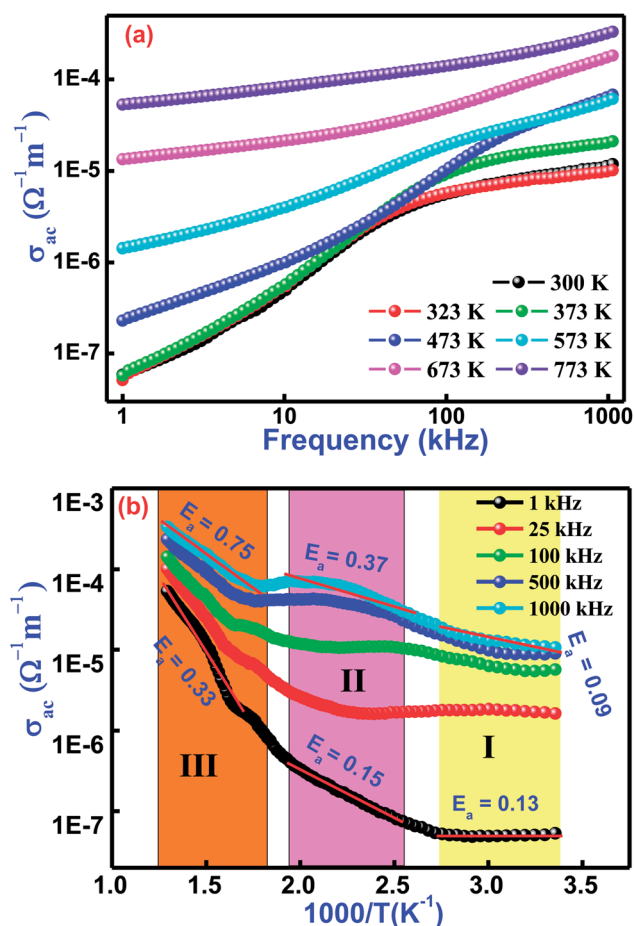 (a)
1E-4
1E-5
1E-6
1E-7
σac (Ω⁻¹m⁻¹)
300 K
323 K 373 K
473 K 573 K
673 K 773 K
1 10 100 1000
Frequency (kHz)
(b)
1E-3
1E-4
1E-5
1E-6
1E-7
σac (Ω⁻¹m⁻¹)
1 kHz
25 kHz
100 kHz
500 kHz
1000 kHz
Ea = 0.75
Ea = 0.37
Ea = 0.09
Ea = 0.33
Ea = 0.15
Ea = 0.13
III
II
I
1.0 1.5 2.0 2.5 3.0 3.5
1000/T(K⁻¹)